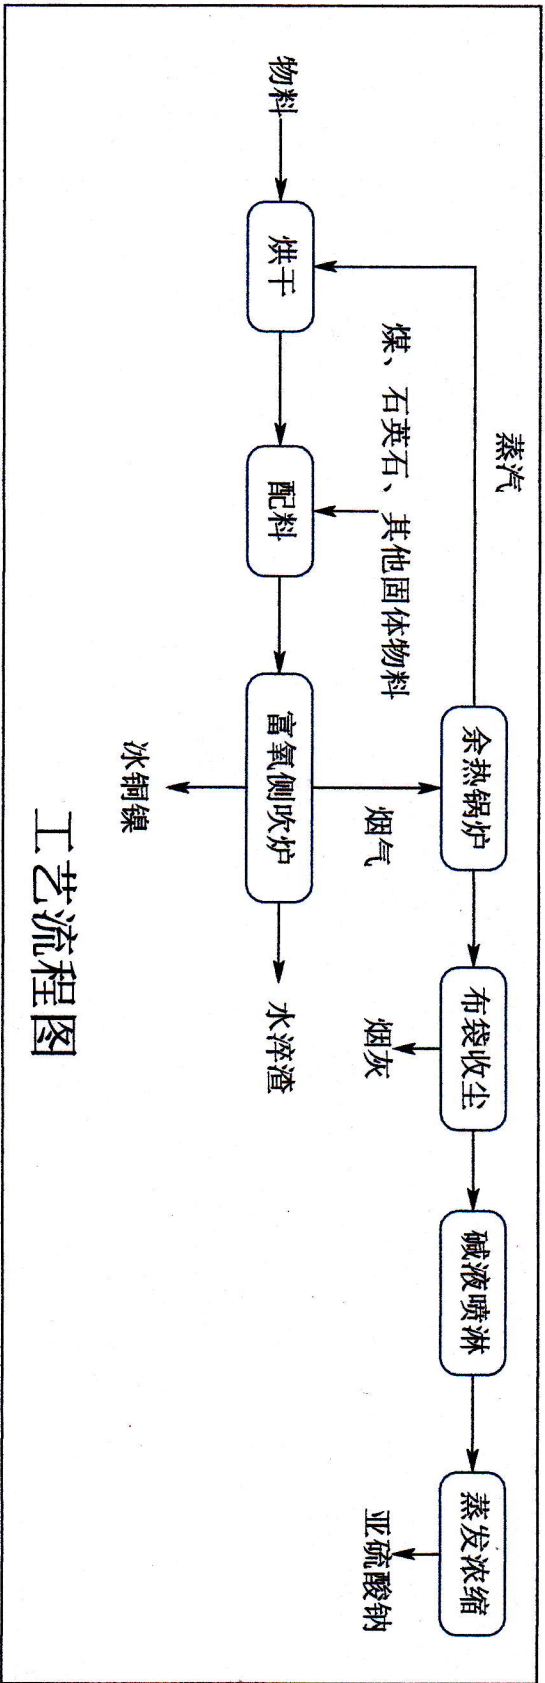 蒸汽
余热锅炉
布袋收尘
碱液喷淋
蒸发浓缩
煤、石英石、其他固体物料
烟气
烟灰
亚硫酸钠
物料
烘干
配料
富氧侧吹炉
水淬渣
冰铜镍
工艺流程图